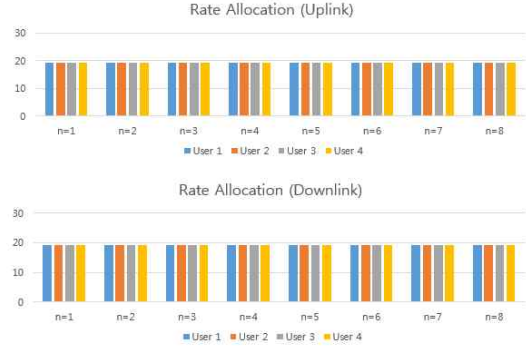 Rate Allocation (Uplink)
30
20
10
0
n=1 n=2 n=3 n=4 n=5 n=6 n=7 n=8
User 1 User 2 User 3 User 4
Rate Allocation (Downlink)
30
20
10
0
n=1 n=2 n=3 n=4 n=5 n=6 n=7 n=8
User 1 User 2 User 3 User 4